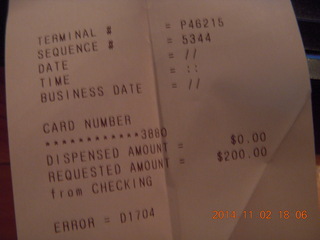 TERMINAL # = P46215
SEQUENCE # = 5344
DATE = //
TIME = ::
BUSINESS DATE = //
CARD NUMBER
************3880
DISPENSED AMOUNT = $0.00
REQUESTED AMOUNT = $200.00
from CHECKING
ERROR = D1704
2014-11-02 18:06